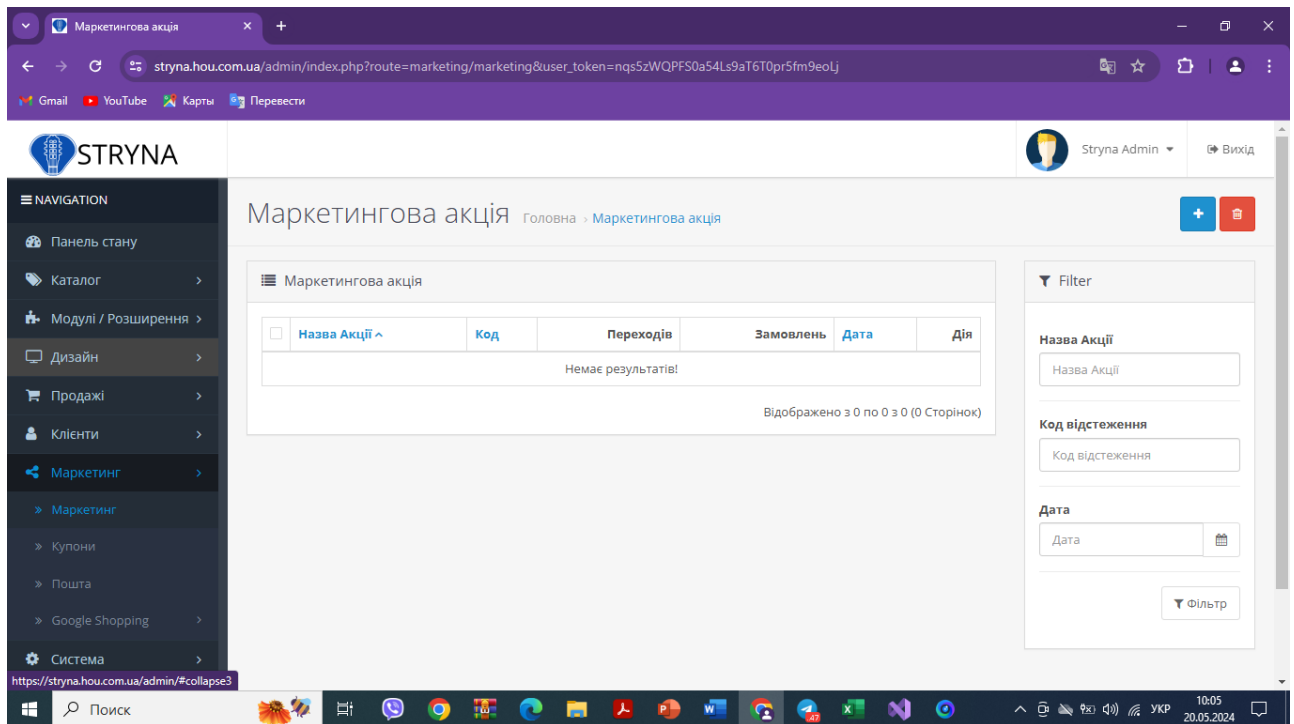 Маркетингова акція
stryna.hou.com.ua/admin/index.php?route=marketing/marketing&user_token=nqs5zWQPFS0a54Ls9aT6T0pr5fm9eoLj
Gmail YouTube Карты Перевести
STRYNA
Stryna Admin Вихід
NAVIGATION
Маркетингова акція Головна › Маркетингова акція
Панель стану
Каталог
Модулі / Розширення
Дизайн
Продажі
Клієнти
Маркетинг
Маркетинг
Купони
Пошта
Google Shopping
Система
Маркетингова акція
Назва Акції Код Переходів Замовлень Дата Дія
Немає результатів!
Відображено з 0 по 0 з 0 (0 Сторінок)
Filter
Назва Акції
Назва Акції
Код відстеження
Код відстеження
Дата
Дата
Фільтр
https://stryna.hou.com.ua/admin/#collapse3
Поиск
47
УКР
10:05
20.05.2024